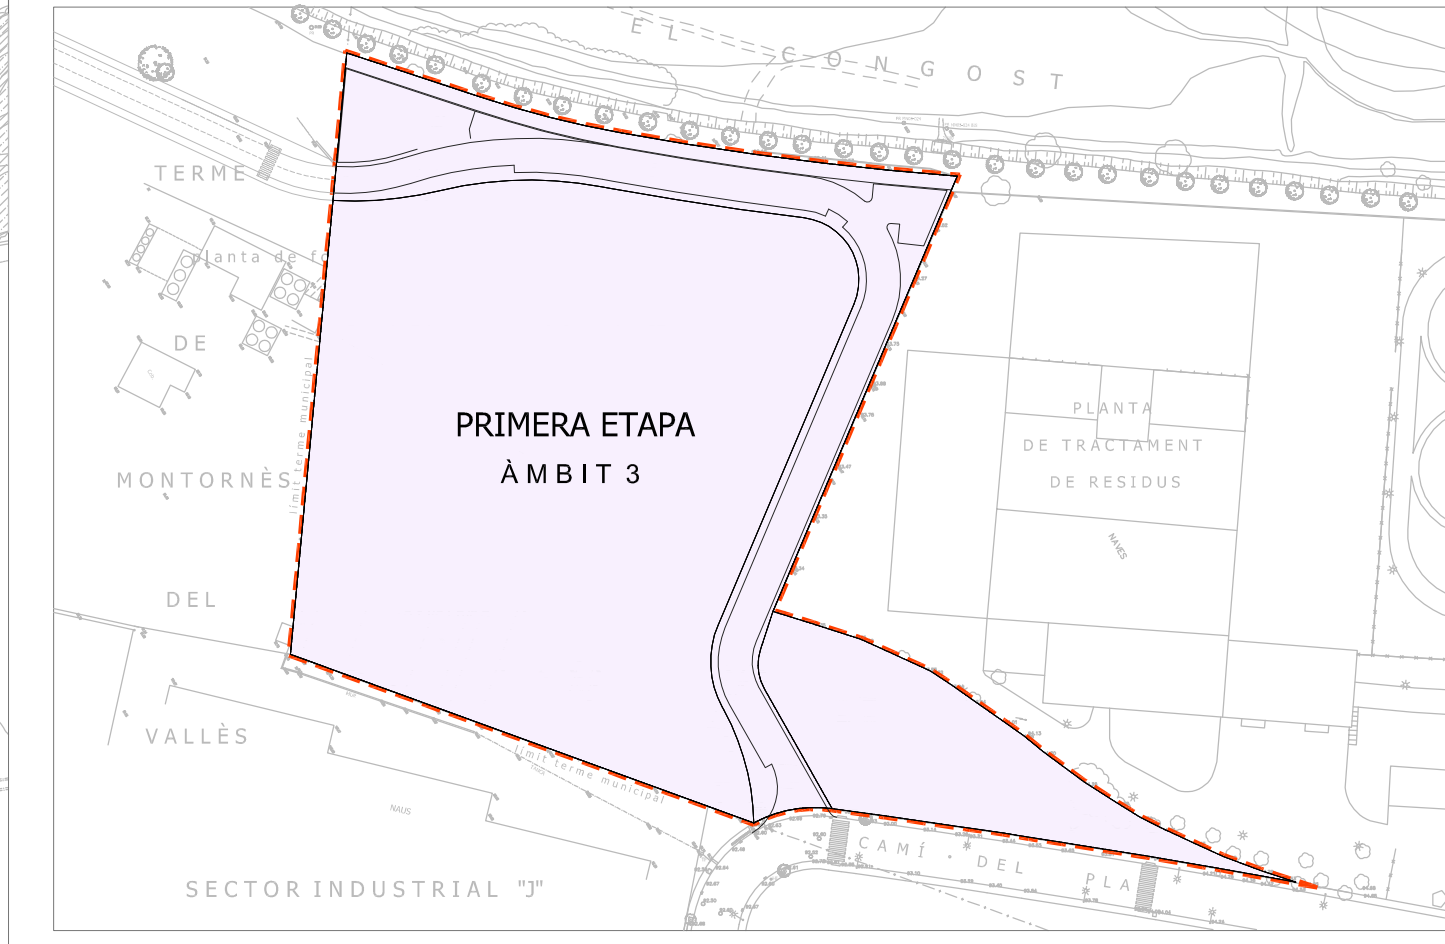 EL CONGOST
TERME
planta de fo
DE
límit terme municipal
PRIMERA ETAPA
ÀMBIT 3
MONTORNÈS
PLANTA
DE TRACTAMENT
DE RESIDUS
NAVES
DEL
VALLÈS
límit terme municipal
NAUS
SECTOR INDUSTRIAL "J"
CAMÍ DEL PLA